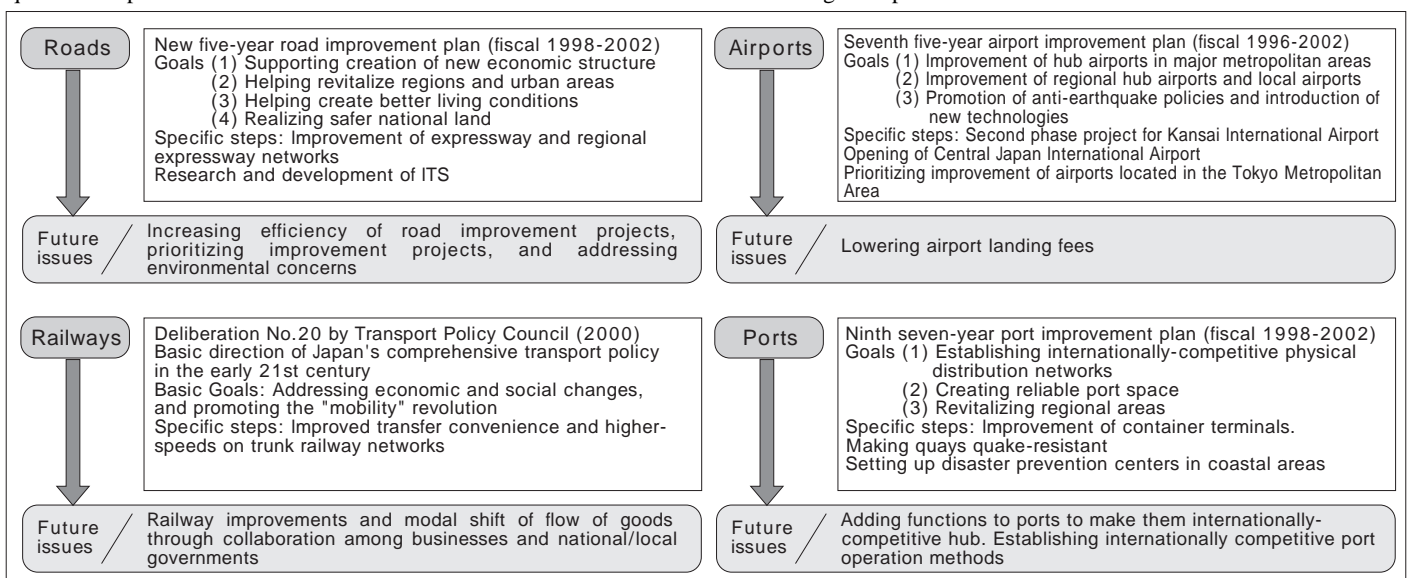 Roads
New five-year road improvement plan (fiscal 1998-2002)
Goals (1) Supporting creation of new economic structure
(2) Helping revitalize regions and urban areas
(3) Helping create better living conditions
(4) Realizing safer national land
Specific steps: Improvement of expressway and regional
expressway networks
Research and development of ITS
Future
issues
Increasing efficiency of road improvement projects,
prioritizing improvement projects, and addressing
environmental concerns
Airports
Seventh five-year airport improvement plan (fiscal 1996-2002)
Goals (1) Improvement of hub airports in major metropolitan areas
(2) Improvement of regional hub airports and local airports
(3) Promotion of anti-earthquake policies and introduction of
new technologies
Specific steps: Second phase project for Kansai International Airport
Opening of Central Japan International Airport
Prioritizing improvement of airports located in the Tokyo Metropolitan
Area
Future
issues
Lowering airport landing fees
Railways
Deliberation No.20 by Transport Policy Council (2000)
Basic direction of Japan's comprehensive transport policy
in the early 21st century
Basic Goals: Addressing economic and social changes,
and promoting the "mobility" revolution
Specific steps: Improved transfer convenience and higher-
speeds on trunk railway networks
Future
issues
Railway improvements and modal shift of flow of goods
through collaboration among businesses and national/local
governments
Ports
Ninth seven-year port improvement plan (fiscal 1998-2002)
Goals (1) Establishing internationally-competitive physical
distribution networks
(2) Creating reliable port space
(3) Revitalizing regional areas
Specific steps: Improvement of container terminals.
Making quays quake-resistant
Setting up disaster prevention centers in coastal areas
Future
issues
Adding functions to ports to make them internationally-
competitive hub. Establishing internationally competitive port
operation methods